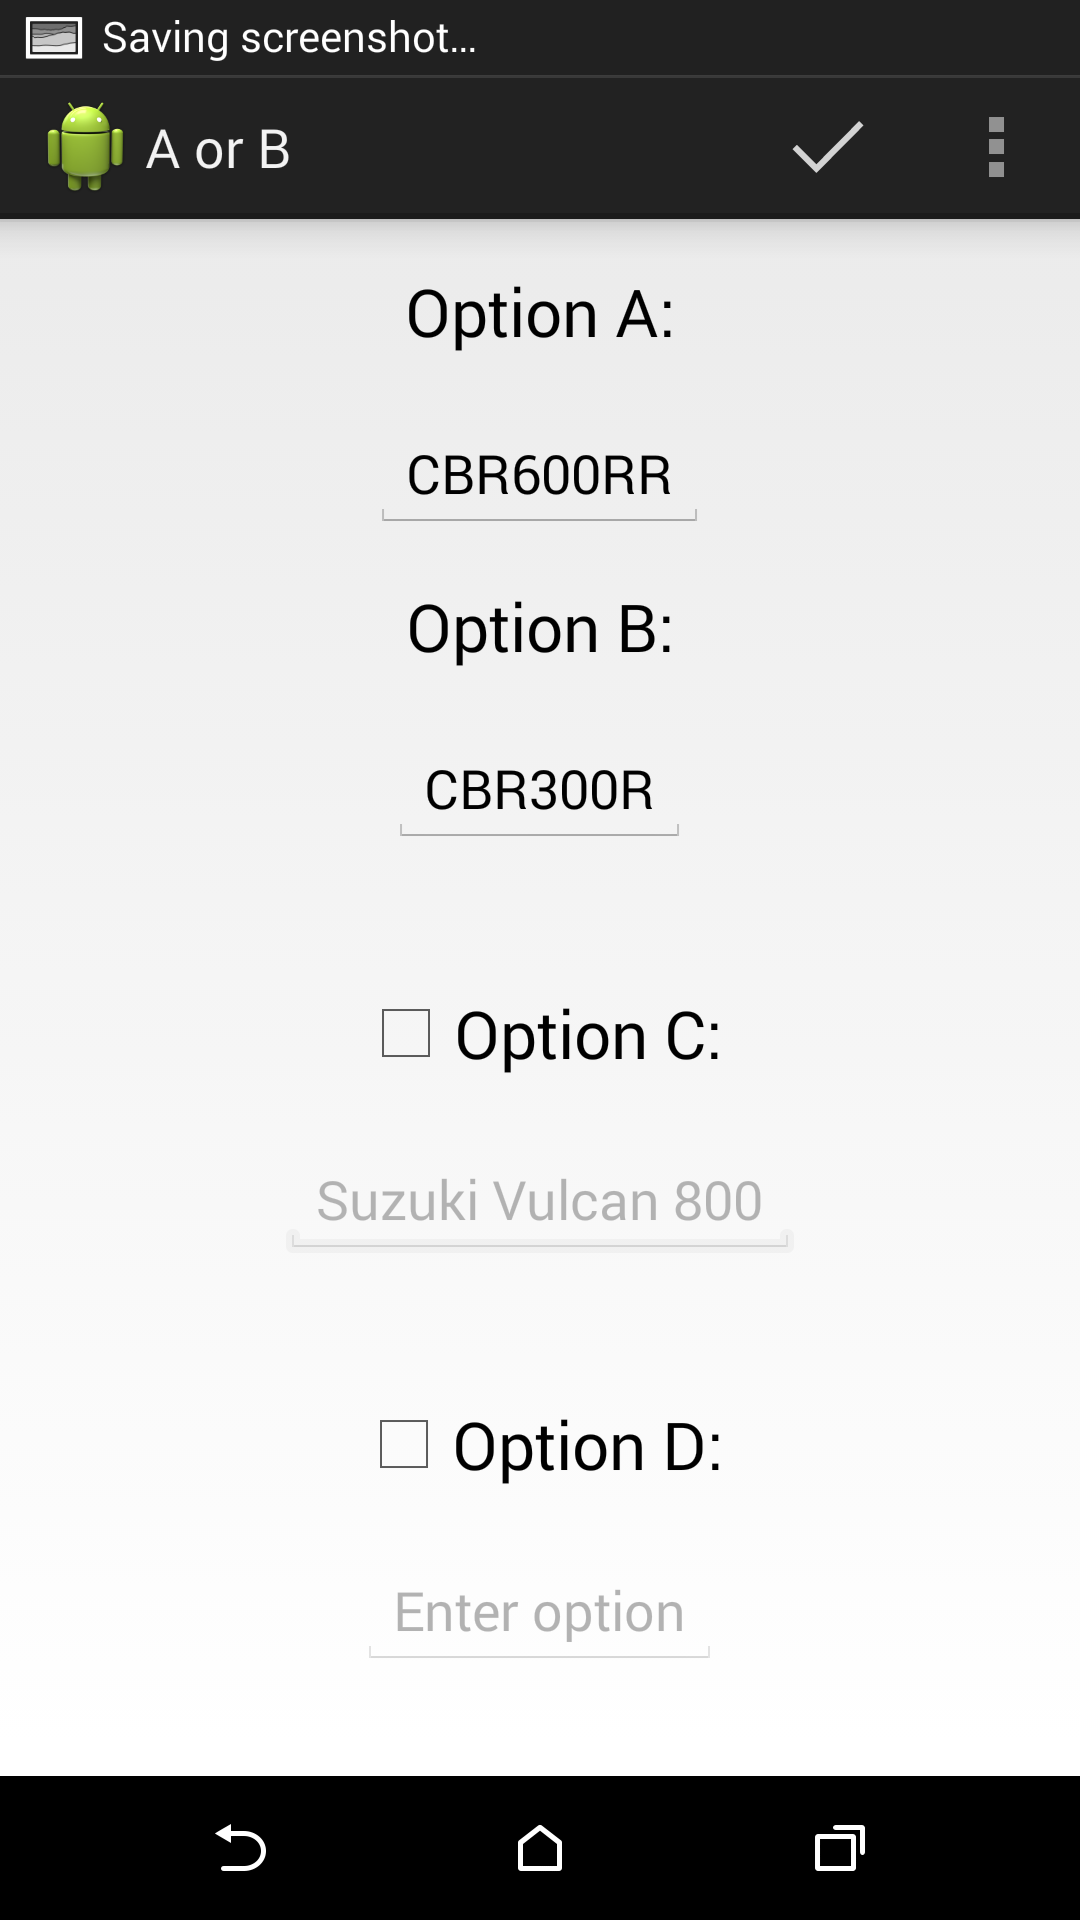 Saving screenshot...
A or B
Option A:
CBR600RR
Option B:
CBR300R
Option C:
Suzuki Vulcan 800
Option D:
Enter option